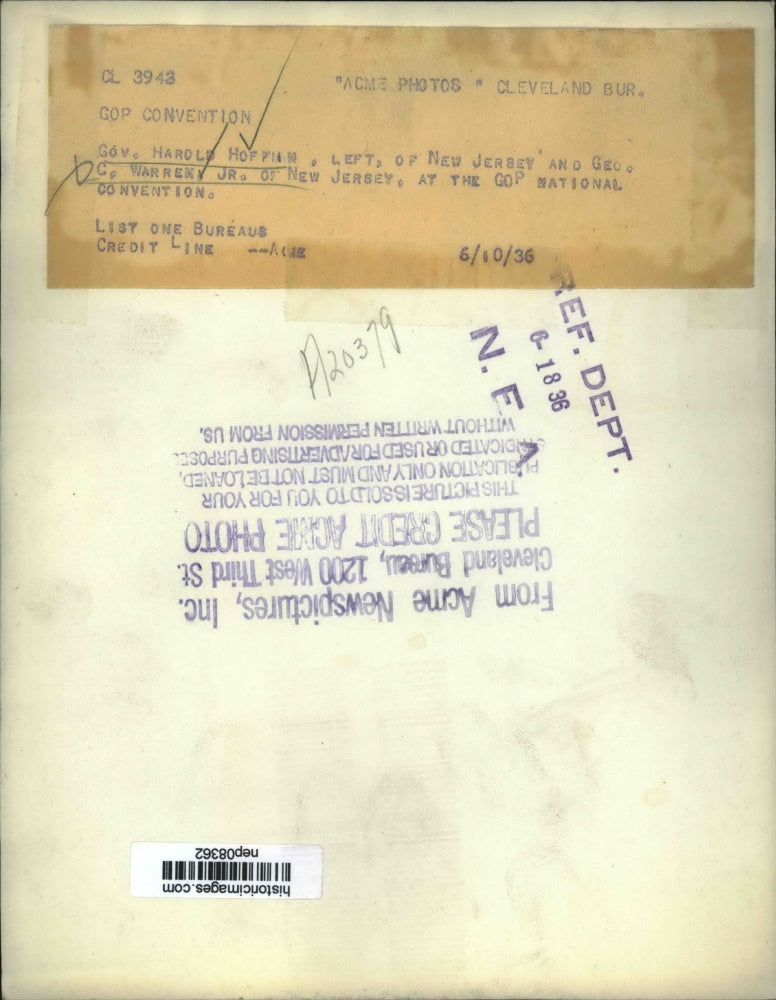 CL 3943 "ACME PHOTOS " CLEVELAND BUR.
GOP CONVENTION
GOV. HAROLD HOFFMAN , LEFT, OF NEW JERSEY AND GEO.
C. WARREN, JR. OF NEW JERSEY, AT THE GOP NATIONAL
CONVENTION.
LIST ONE BUREAUS
CREDIT LINE --ACME 6/10/36
REF. DEPT.
6-18 36
N. E. A.
P120379
From Acme Newspictures, Inc.
Cleveland Bureau, 1200 West Third St.
PLEASE CREDIT ACME PHOTO
THIS PICTURE IS SOLD TO YOU FOR YOUR
PUBLICATION ONLY AND MUST NOT BE LOANED,
SYNDICATED OR USED FOR ADVERTISING PURPOSES
WITHOUT WRITTEN PERMISSION FROM US.
historicimages.com
nep08362